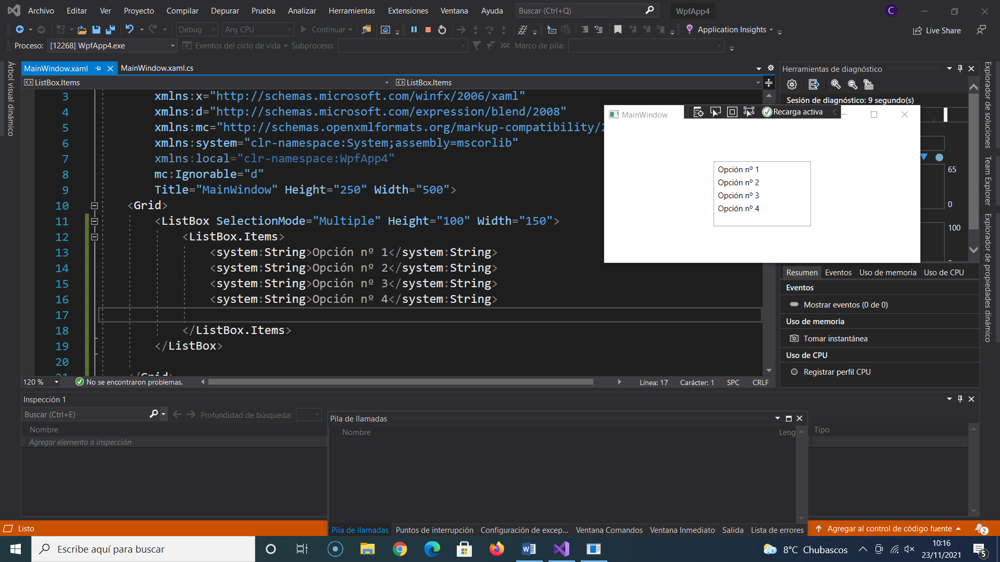 Archivo Editar Ver Proyecto Compilar Depurar Prueba Analizar Herramientas Extensiones Ventana Ayuda Buscar (Ctrl+Q) WpfApp4 C
Debug Any CPU Continuar Application Insights Live Share
Proceso: [12268] WpfApp4.exe Eventos del ciclo de vida Subproceso: Marco de pila:
Árbol visual dinámico
MainWindow.xaml MainWindow.xaml.cs
ListBox.Items ListBox.Items
3 xmlns:x="http://schemas.microsoft.com/winfx/2006/xaml"
4 xmlns:d="http://schemas.microsoft.com/expression/blend/2008"
5 xmlns:mc="http://schemas.openxmlformats.org/markup-compatibility/
6 xmlns:system="clr-namespace:System;assembly=mscorlib"
7 xmlns:local="clr-namespace:WpfApp4"
8 mc:Ignorable="d"
9 Title="MainWindow" Height="250" Width="500">
10 <Grid>
11 <ListBox SelectionMode="Multiple" Height="100" Width="150">
12 <ListBox.Items>
13 <system:String>Opción nº 1</system:String>
14 <system:String>Opción nº 2</system:String>
15 <system:String>Opción nº 3</system:String>
16 <system:String>Opción nº 4</system:String>
17
18 </ListBox.Items>
19 </ListBox>
20
21 </Grid>
120 % No se encontraron problemas. Línea: 17 Carácter: 1 SPC CRLF
MainWindow Recarga activa
Opción nº 1
Opción nº 2
Opción nº 3
Opción nº 4
Herramientas de diagnóstico
Sesión de diagnóstico: 9 segundo(s)
65
0
100
Resumen Eventos Uso de memoria Uso de CPU
Eventos
Mostrar eventos (0 de 0)
Uso de memoria
Tomar instantánea
Uso de CPU
Registrar perfil CPU
Explorador de soluciones
Team Explorer
Explorador de propiedades dinámico
Inspección 1
Buscar (Ctrl+E) Profundidad de búsqueda:
Nombre Tipo
Agregar elemento a inspección
Pila de llamadas
Nombre Leng
Pila de llamadas Puntos de interrupción Configuración de excep... Ventana Comandos Ventana Inmediato Salida Lista de errores
Listo Agregar al control de código fuente 2
Escribe aquí para buscar 8°C Chubascos 10:16
23/11/2021 5